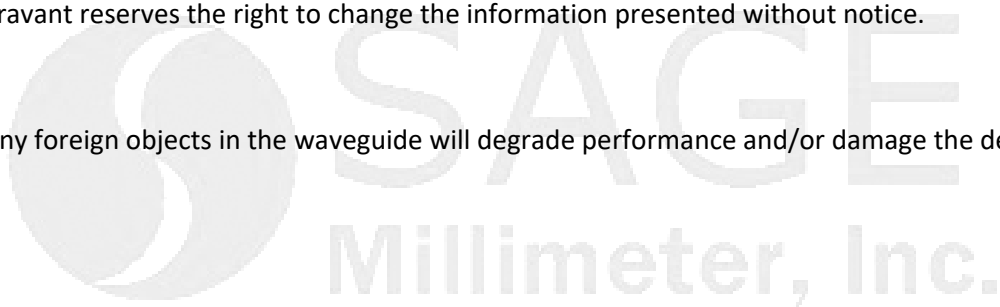 ravant reserves the right to change the information presented without notice.
SAGE
ny foreign objects in the waveguide will degrade performance and/or damage the de
Millimeter, Inc.